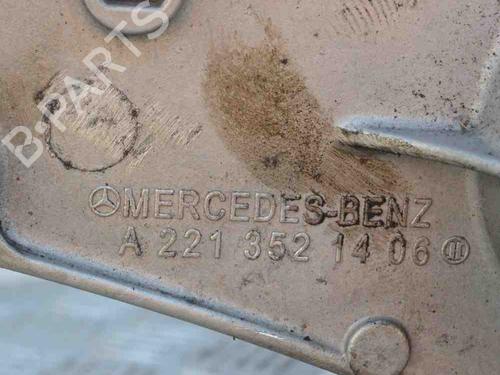 B-PARTS
MERCEDES-BENZ
A 221 352 14 06